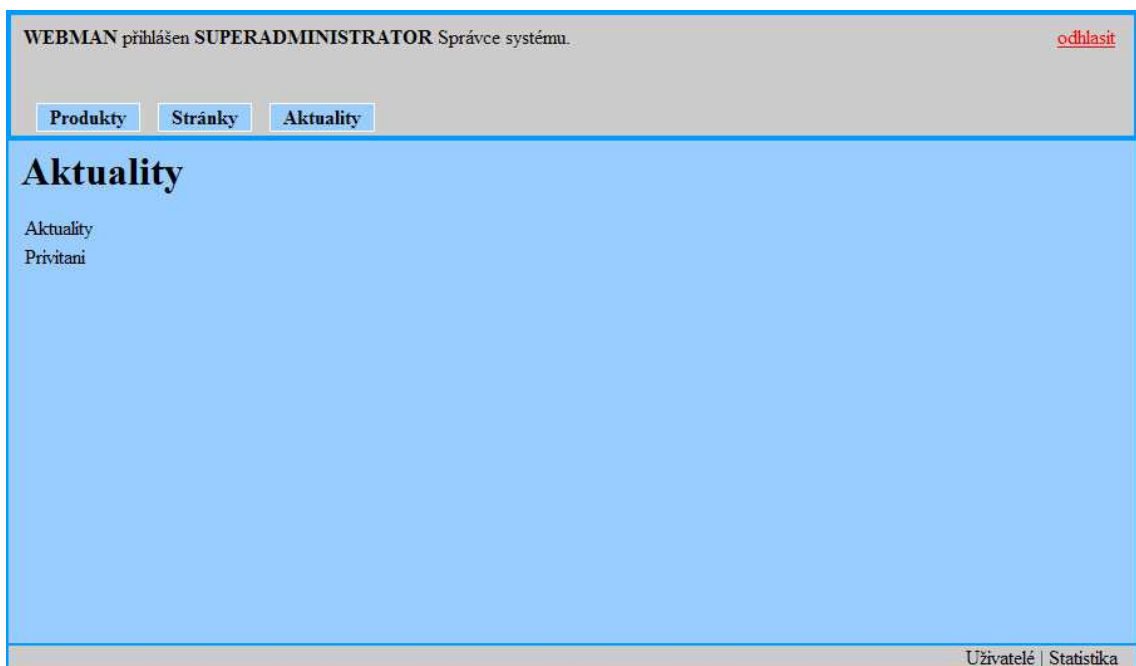 WEBMAN přihlášen SUPERADMINISTRATOR Správce systému. odhlasit
Produkty Stránky Aktuality
Aktuality
Aktuality
Privitani
Uživatelé | Statistika